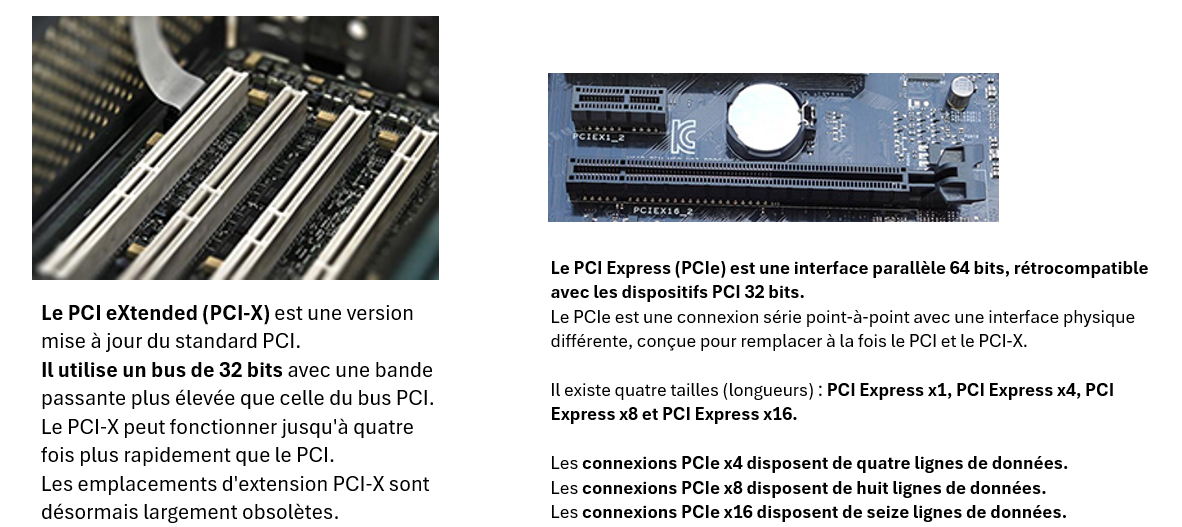 PCIEX1_2
PCIEX16_2
Le PCI eXtended (PCI-X) est une version
mise à jour du standard PCI.
Il utilise un bus de 32 bits avec une bande
passante plus élevée que celle du bus PCI.
Le PCI-X peut fonctionner jusqu'à quatre
fois plus rapidement que le PCI.
Les emplacements d'extension PCI-X sont
désormais largement obsolètes.
Le PCI Express (PCIe) est une interface parallèle 64 bits, rétrocompatible
avec les dispositifs PCI 32 bits.
Le PCIe est une connexion série point-à-point avec une interface physique
différente, conçue pour remplacer à la fois le PCI et le PCI-X.
Il existe quatre tailles (longueurs) : PCI Express x1, PCI Express x4, PCI
Express x8 et PCI Express x16.
Les connexions PCIe x4 disposent de quatre lignes de données.
Les connexions PCIe x8 disposent de huit lignes de données.
Les connexions PCIe x16 disposent de seize lignes de données.